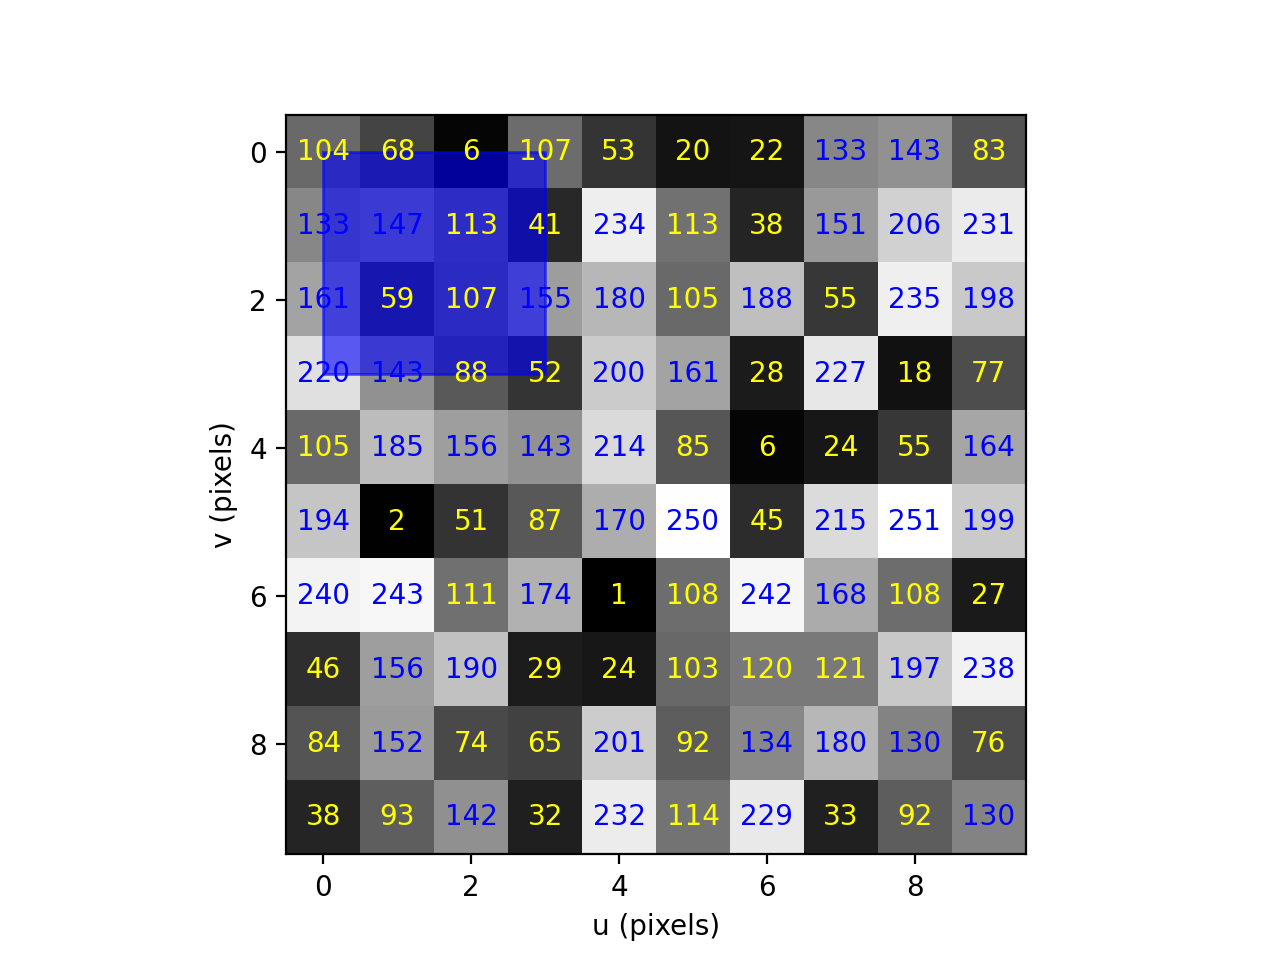 0 104 68 6 107 53 20 22 133 143 83
133 147 113 41 234 113 38 151 206 231
2 161 59 107 155 180 105 188 55 235 198
220 143 88 52 200 161 28 227 18 77
4 105 185 156 143 214 85 6 24 55 164
194 2 51 87 170 250 45 215 251 199
6 240 243 111 174 1 108 242 168 108 27
46 156 190 29 24 103 120 121 197 238
8 84 152 74 65 201 92 134 180 130 76
38 93 142 32 232 114 229 33 92 130
0 2 4 6 8
u (pixels)
v (pixels)